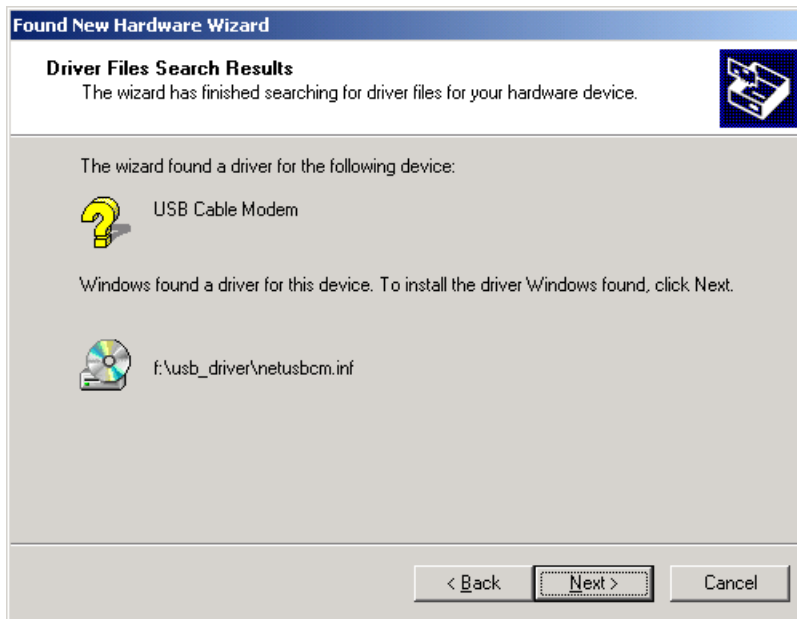 Found New Hardware Wizard
Driver Files Search Results
The wizard has finished searching for driver files for your hardware device.
The wizard found a driver for the following device:
USB Cable Modem
Windows found a driver for this device. To install the driver Windows found, click Next.
f:\usb_driver\netusbcm.inf
< Back Next > Cancel